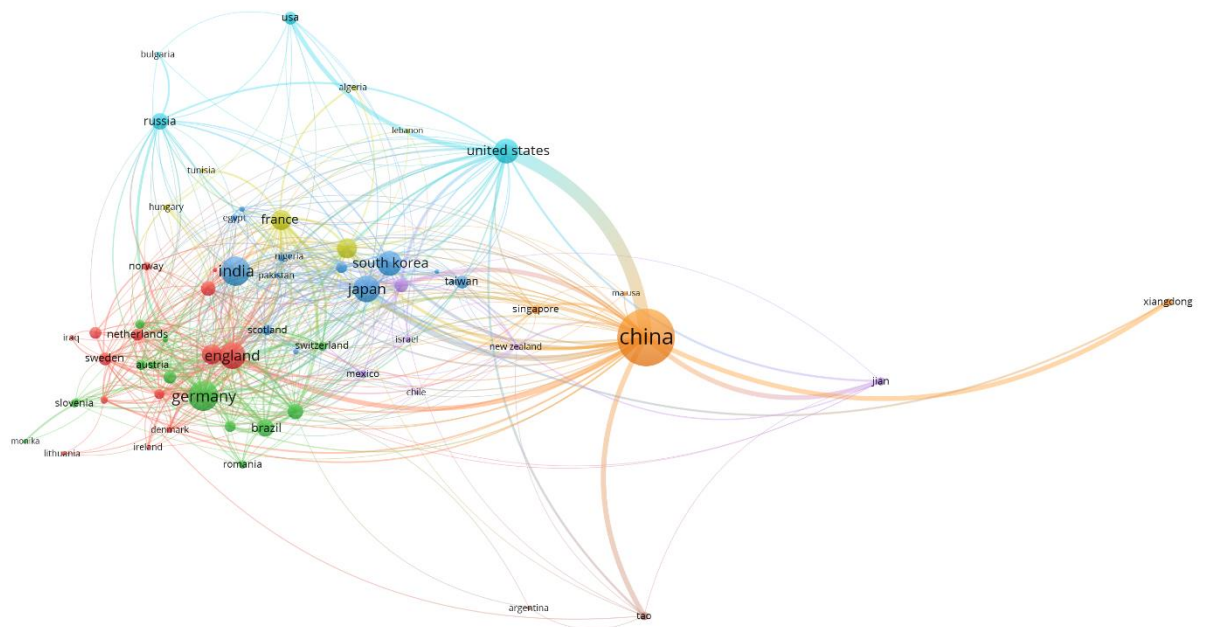 usa
bulgaria
algeria
russia
lebanon
united states
tunisia
hungary
egypt
france
nigeria
norway
india
pakistan
south korea
japan
taiwan
singapore
xiangdong
iraq
netherlands
scotland
china
switzerland
israel
new zealand
sweden
england
austria
mexico
jian
chile
slovenia
germany
denmark
brazil
monika
lithuania
ireland
romania
argentina
tao